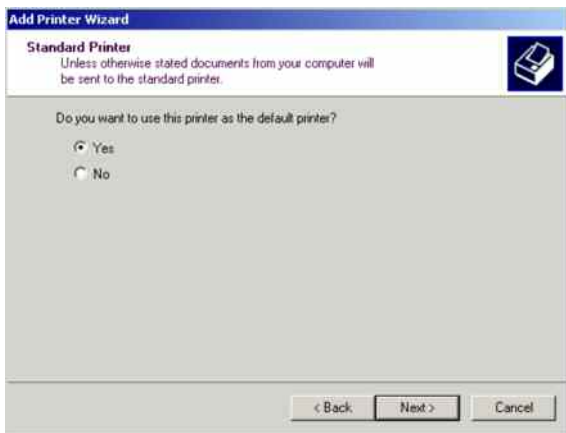 Add Printer Wizard
Standard Printer
Unless otherwise stated documents from your computer will
be sent to the standard printer.
Do you want to use this printer as the default printer?
Yes
No
< Back
Next >
Cancel